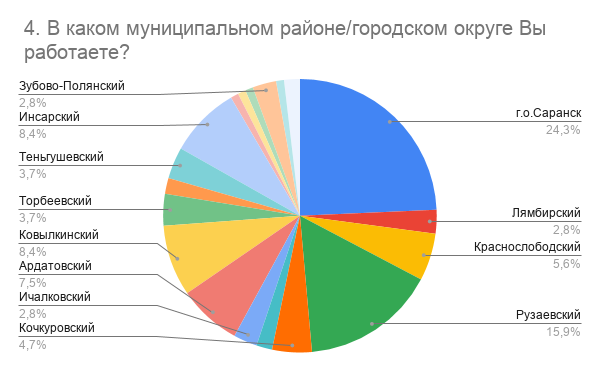 4. В каком муниципальном районе/городском округе Вы
работаете?
Зубово-Полянский
2,8%
Инсарский
8,4%
Теньгушевский
3,7%
Торбеевский
3,7%
Ковылкинский
8,4%
Ардатовский
7,5%
Ичалковский
2,8%
Кочкуровский
4,7%
г.о.Саранск
24,3%
Лямбирский
2,8%
Краснослободский
5,6%
Рузаевский
15,9%